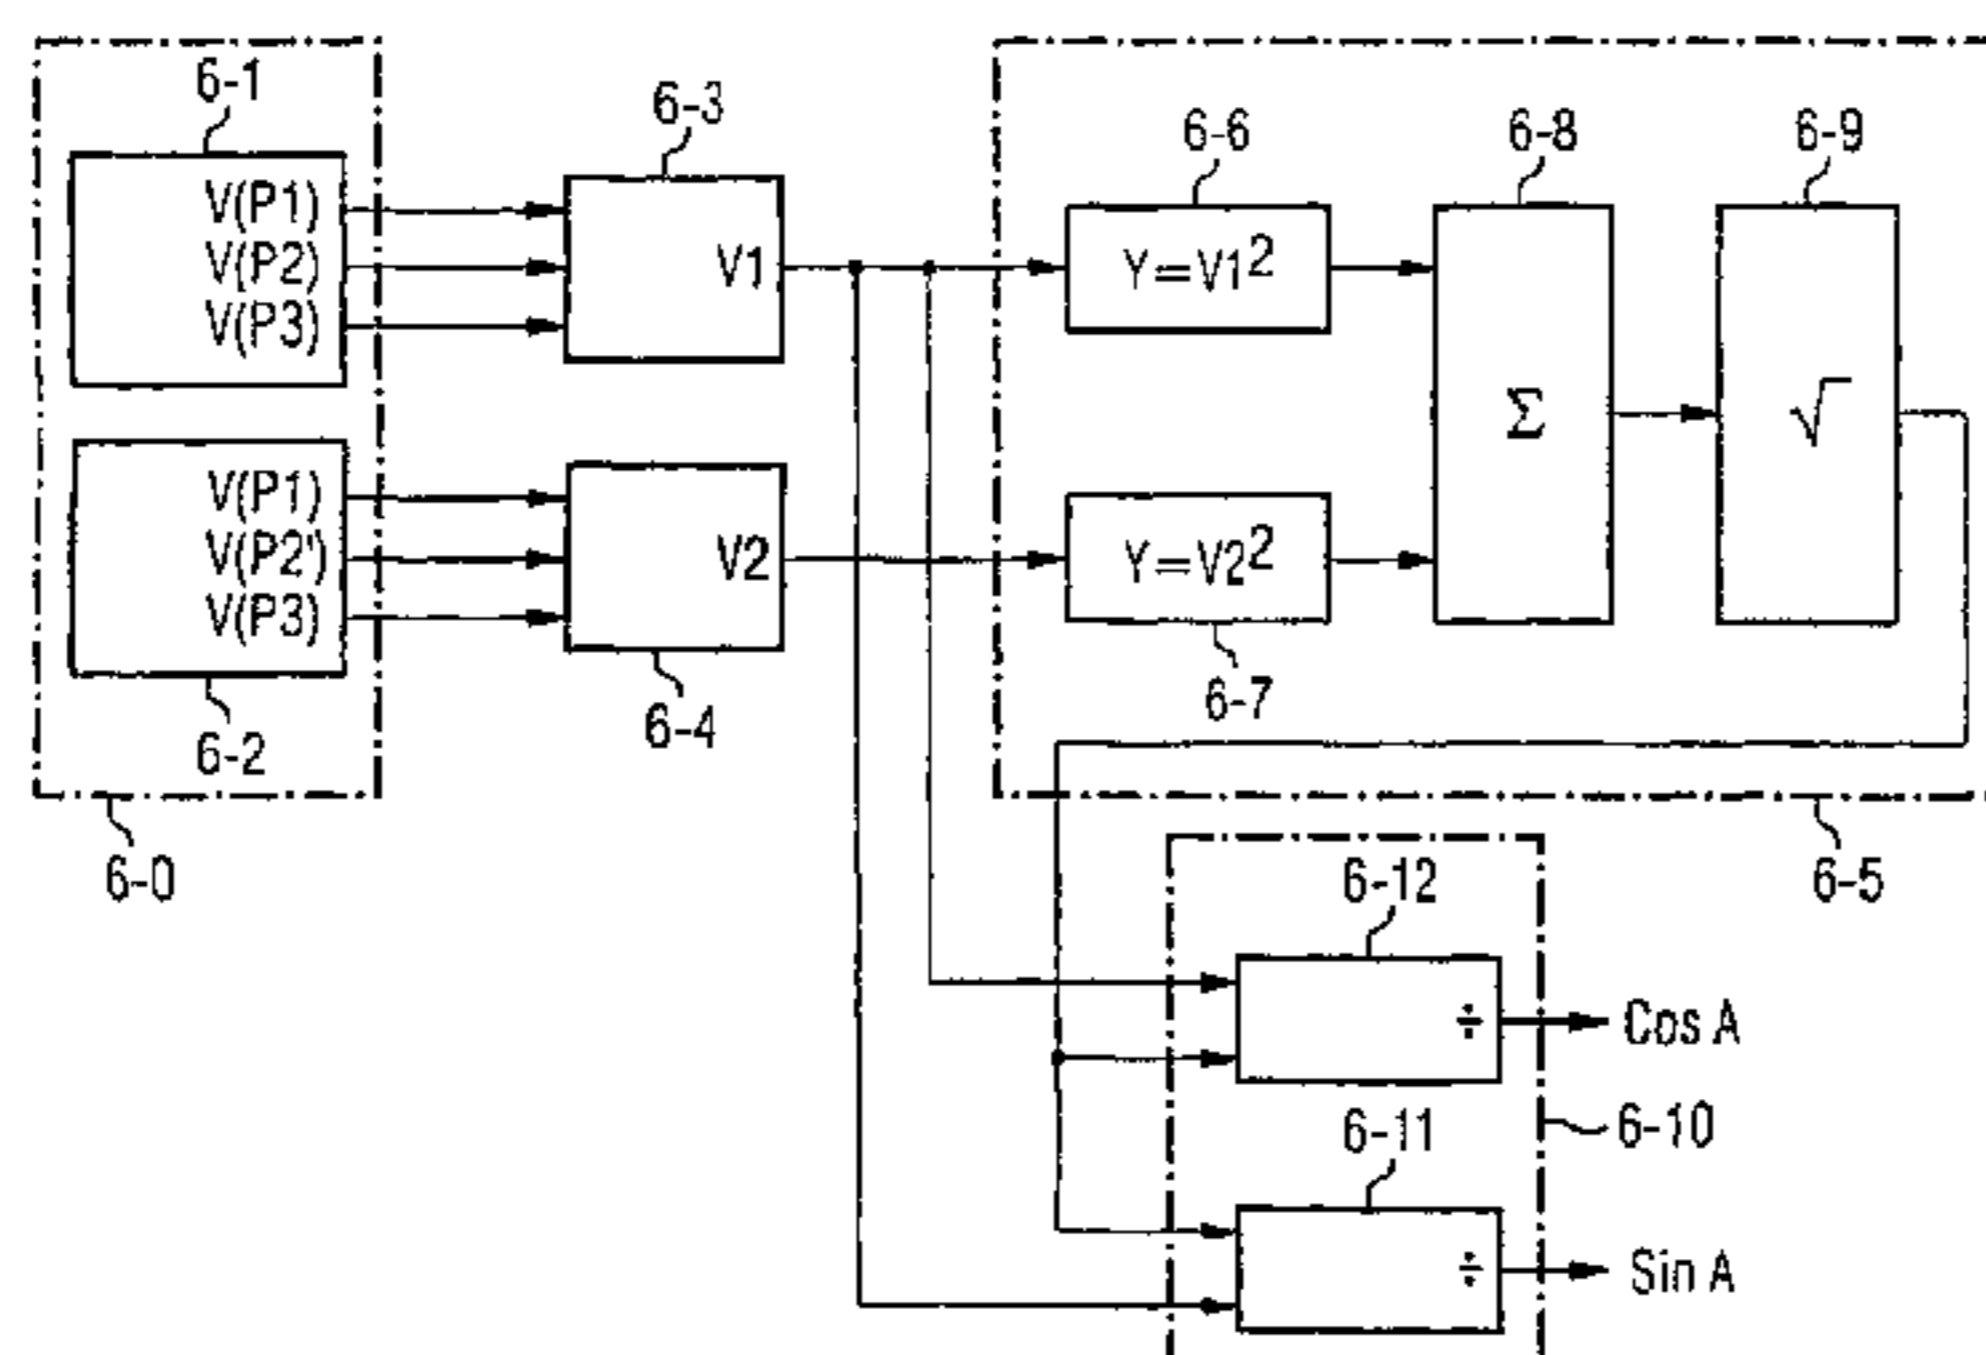 6-1
V(P1)
V(P2)
V(P3)
6-3
V1
6-6
Y=V1²
6-8
Σ
6-9
√
V(P1)
V(P2')
V(P3)
6-2
6-0
V2
6-4
Y=V2²
6-7
6-5
6-12
÷
Cos A
6-10
6-11
÷
Sin A